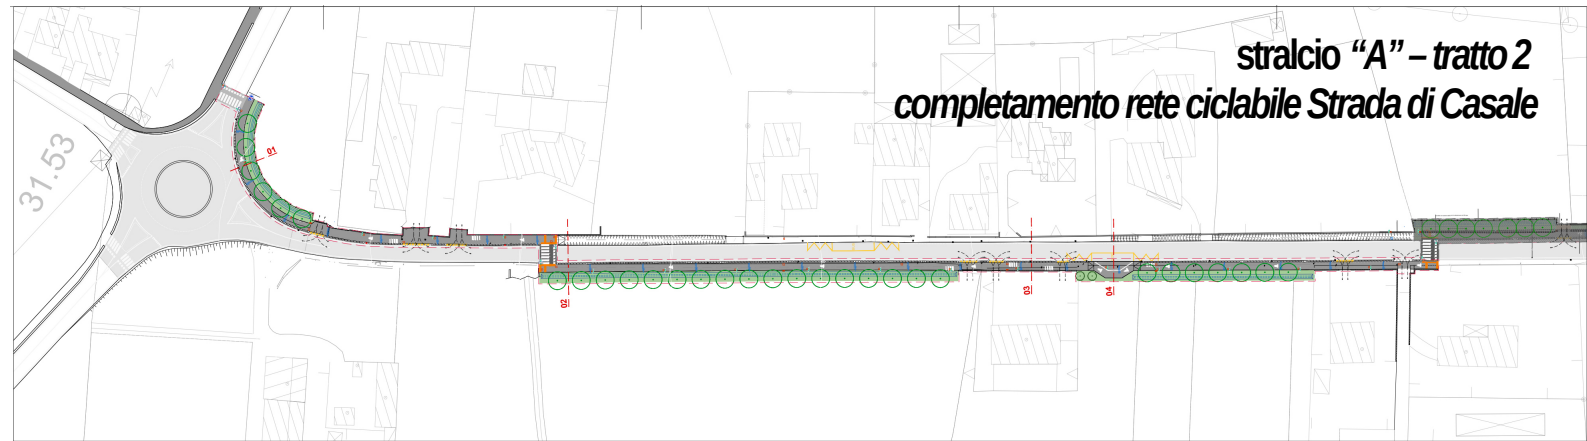 stralcio “A” – tratto 2
completamento rete ciclabile Strada di Casale
31.53
01
02
03
04